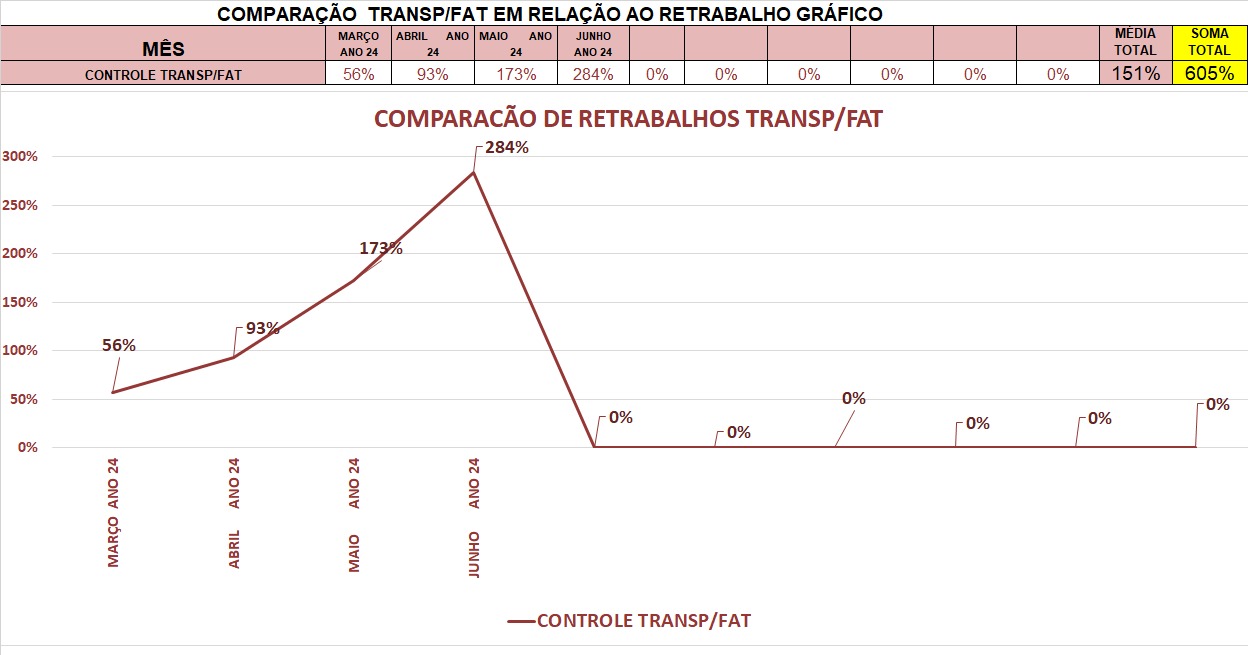 COMPARAÇÃO TRANSP/FAT EM RELAÇÃO AO RETRABALHO GRÁFICO
MÊS
MARÇO ANO 24
ABRIL ANO 24
MAIO ANO 24
JUNHO ANO 24
MÉDIA TOTAL
SOMA TOTAL
CONTROLE TRANSP/FAT 56% 93% 173% 284% 0% 0% 0% 0% 0% 0% 151% 605%
COMPARACÃO DE RETRABALHOS TRANSP/FAT
300%
250%
200%
150%
100%
50%
0%
56%
93%
173%
284%
0%
0%
0%
0%
0%
0%
MARÇO ANO 24
ABRIL ANO 24
MAIO ANO 24
JUNHO ANO 24
CONTROLE TRANSP/FAT